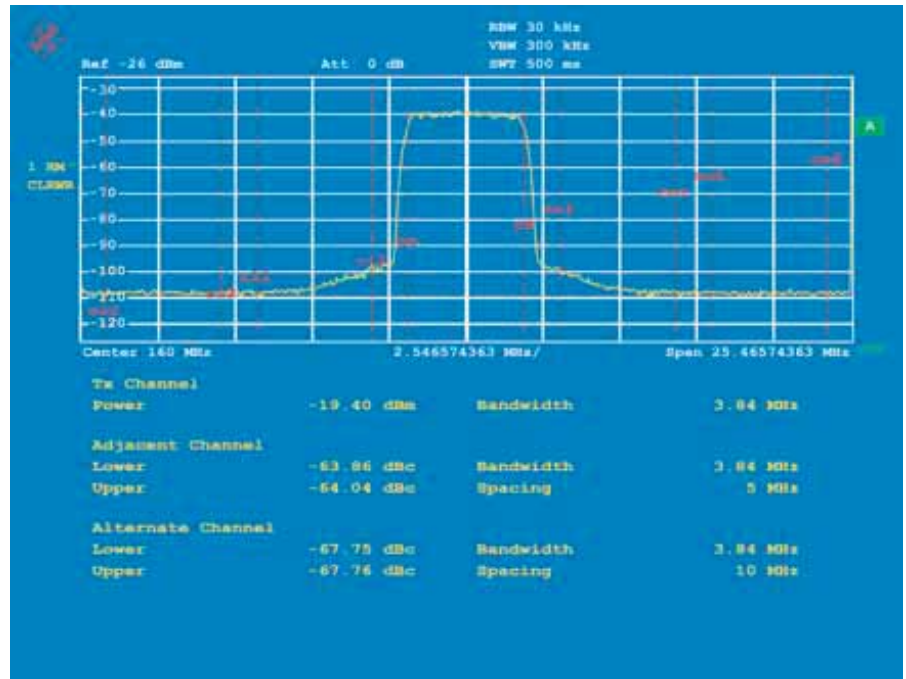 RBW 30 kHz
VBW 300 kHz
Ref -26 dBm Att 0 dB SWT 500 ms
-30
-40
A
-50
1 RM
-60
CLRWR
-70
-80
-90
-100
-110
-120
Center 160 MHz 2.546574363 MHz/ Span 25.46574363 MHz
Tx Channel
Power -19.40 dBm Bandwidth 3.84 MHz
Adjacent Channel
Lower -63.86 dBc Bandwidth 3.84 MHz
Upper -64.04 dBc Spacing 5 MHz
Alternate Channel
Lower -67.75 dBc Bandwidth 3.84 MHz
Upper -67.76 dBc Spacing 10 MHz